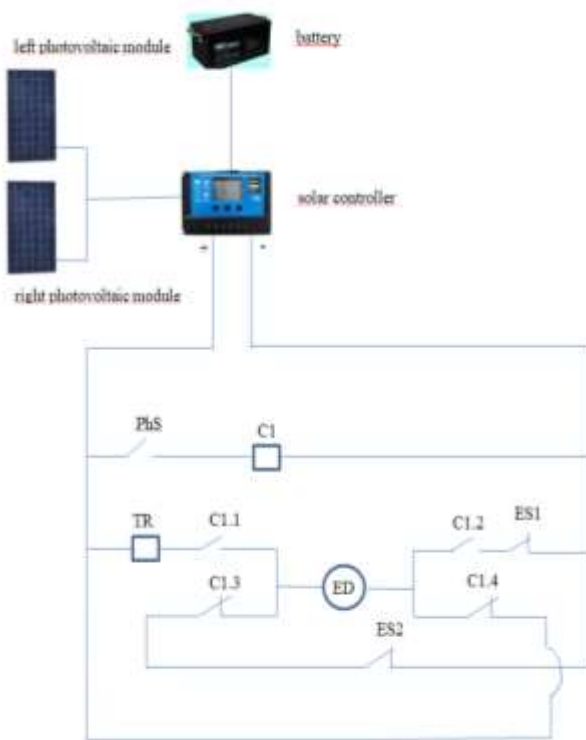 left photovoltaic module
battery
solar controller
+
-
right photovoltaic module
PhS
C1
TR
C1.1
C1.2
ES1
C1.3
ED
C1.4
ES2